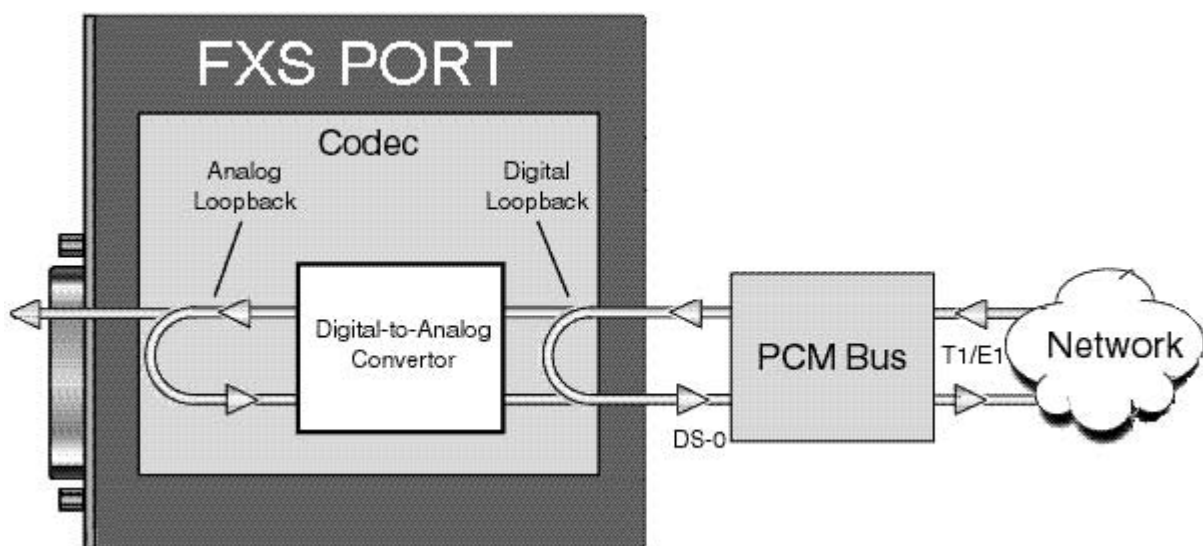 FXS PORT
Codec
Analog
Loopback
Digital
Loopback
Digital-to-Analog
Convertor
PCM Bus
T1/E1
Network
DS-0